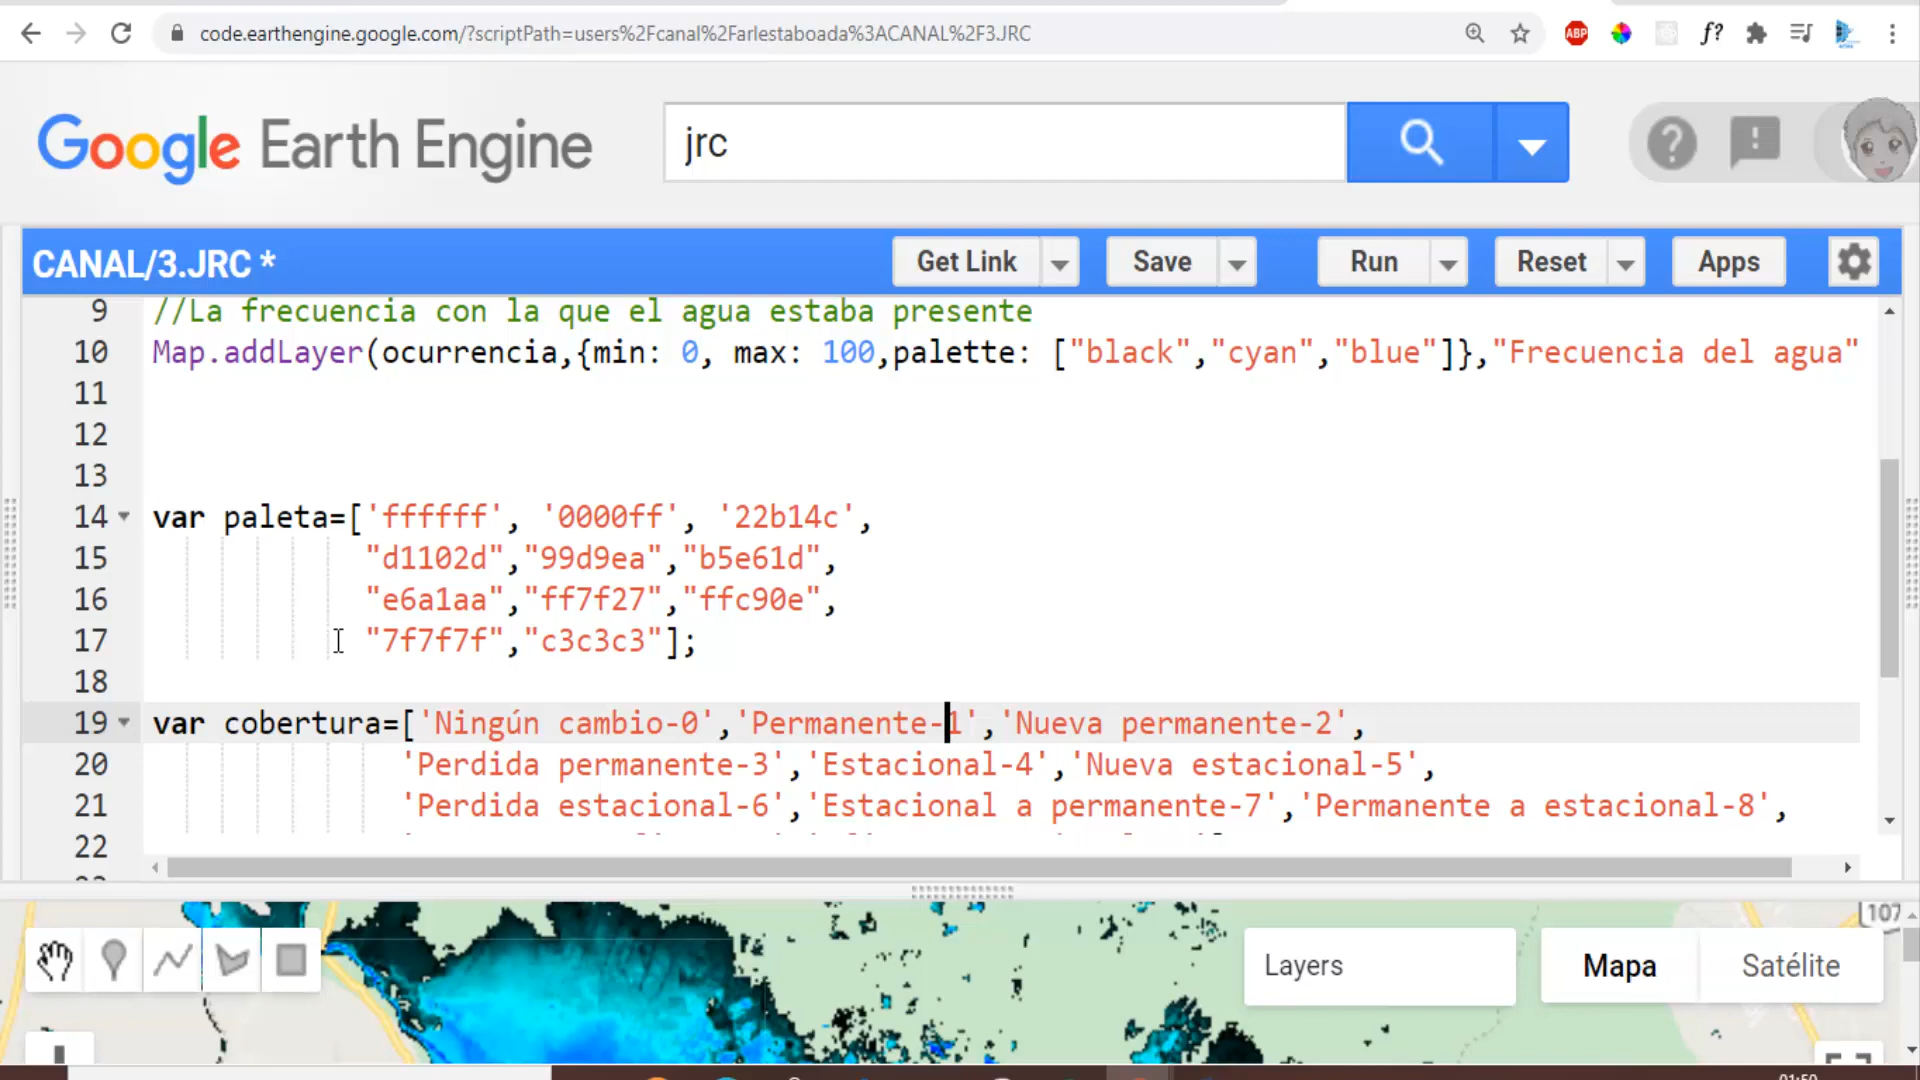 code.earthengine.google.com/?scriptPath=users%2Fcanal%2Farlestaboada%3ACANAL%2F3.JRC
ABP
f?
Google Earth Engine
jrc
CANAL/3.JRC *
Get Link
Save
Run
Reset
Apps
9 //La frecuencia con la que el agua estaba presente
10 Map.addLayer(ocurrencia,{min: 0, max: 100,palette: ["black","cyan","blue"]},"Frecuencia del agua"
11
12
13
14 var paleta=['ffffff', '0000ff', '22b14c',
15 "d1102d","99d9ea","b5e61d",
16 "e6a1aa","ff7f27","ffc90e",
17 "7f7f7f","c3c3c3"];
18
19 var cobertura=['Ningún cambio-0','Permanente-1','Nueva permanente-2',
20 'Perdida permanente-3','Estacional-4','Nueva estacional-5',
21 'Perdida estacional-6','Estacional a permanente-7','Permanente a estacional-8',
22
107
Layers
Mapa
Satélite